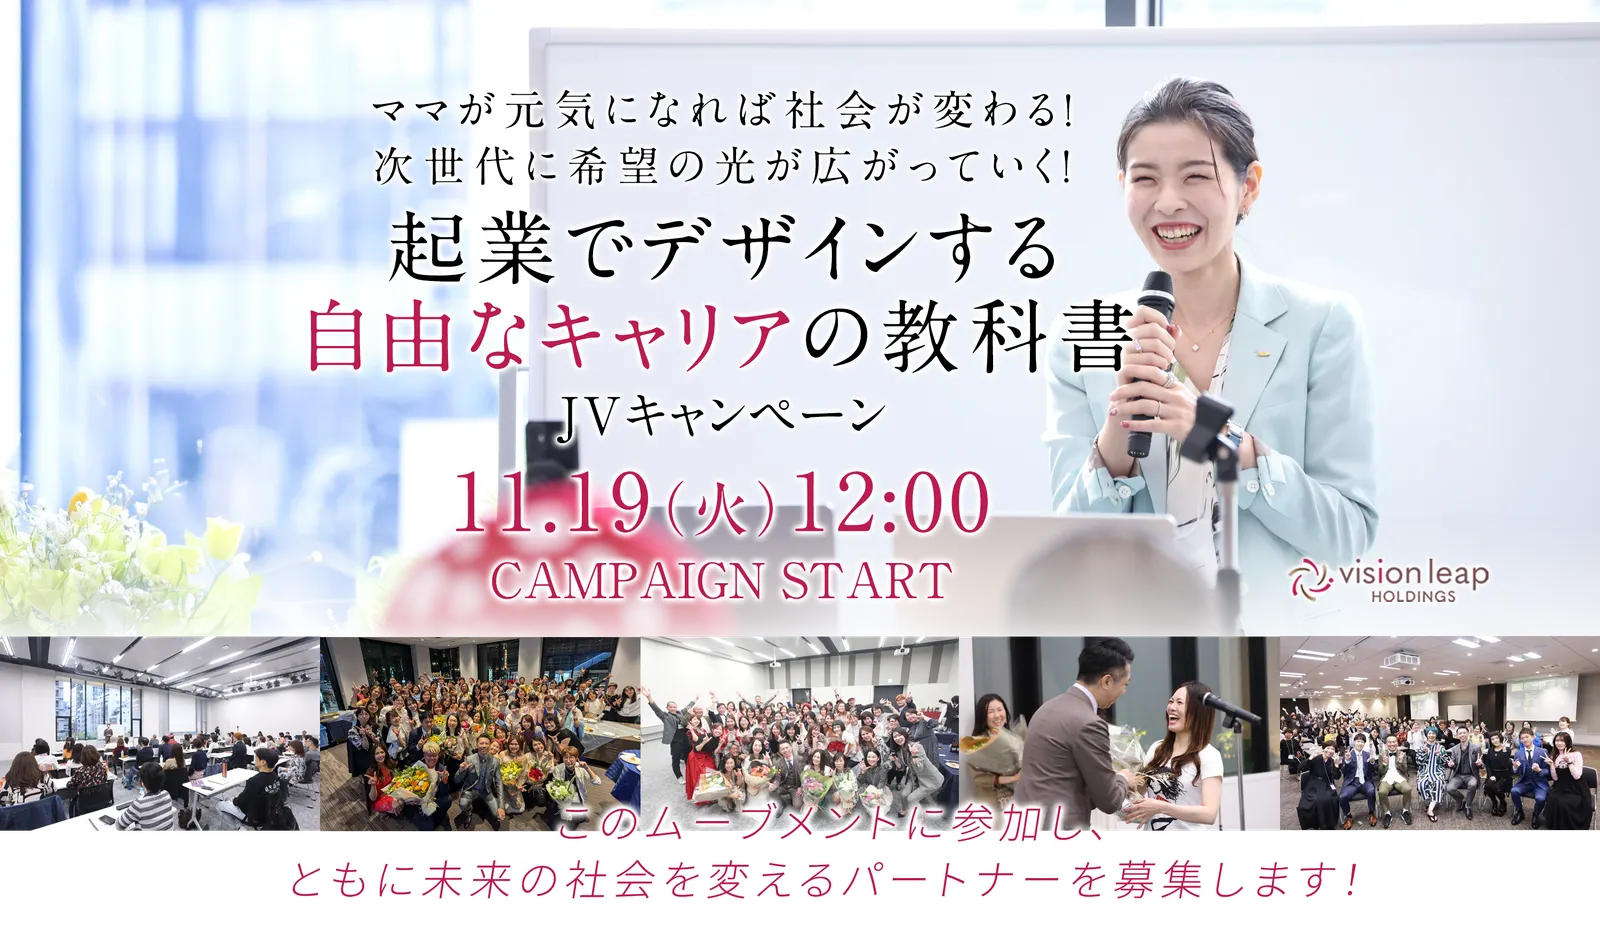 ママが元気になれば社会が変わる!
次世代に希望の光が広がっていく!
起業でデザインする
自由なキャリアの教科書
JVキャンペーン
11.19(火)12:00
CAMPAIGN START
vision leap
HOLDINGS
このムーブメントに参加し、
ともに未来の社会を変えるパートナーを募集します!